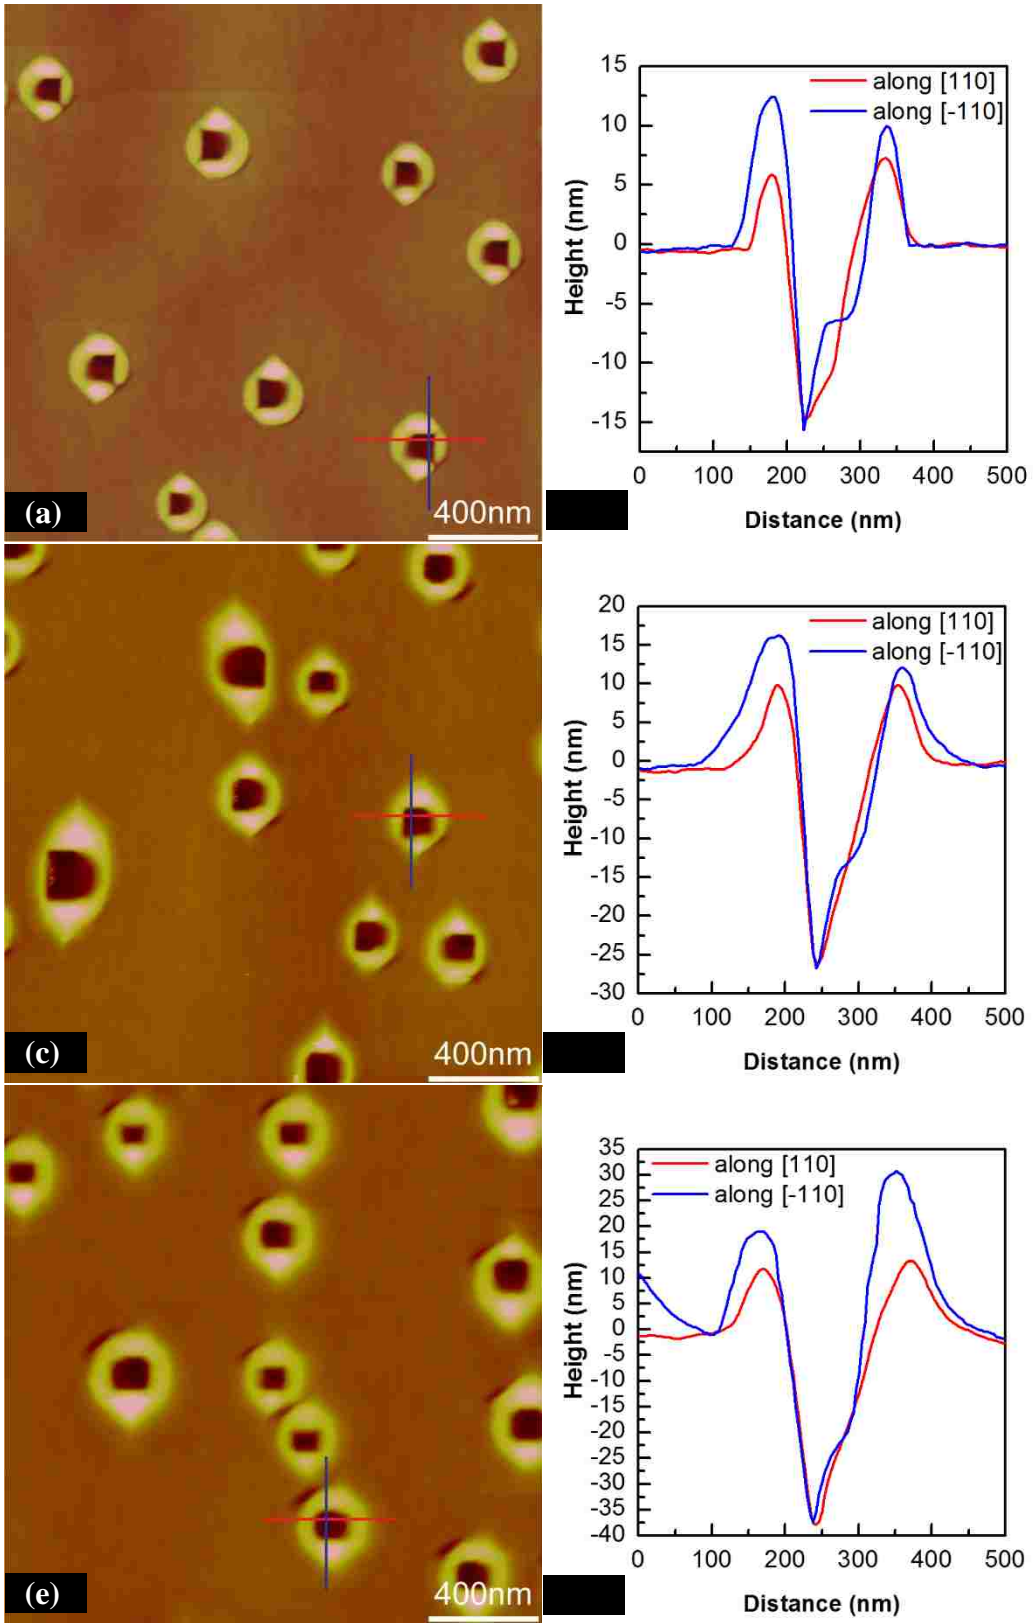 (a)
400nm
15
10
5
0
-5
-10
-15
0 100 200 300 400 500
Height (nm)
Distance (nm)
along [110]
along [-110]
(c)
400nm
20
15
10
5
0
-5
-10
-15
-20
-25
-30
0 100 200 300 400 500
Height (nm)
Distance (nm)
along [110]
along [-110]
(e)
400nm
35
30
25
20
15
10
5
0
-5
-10
-15
-20
-25
-30
-35
-40
0 100 200 300 400 500
Height (nm)
Distance (nm)
along [110]
along [-110]